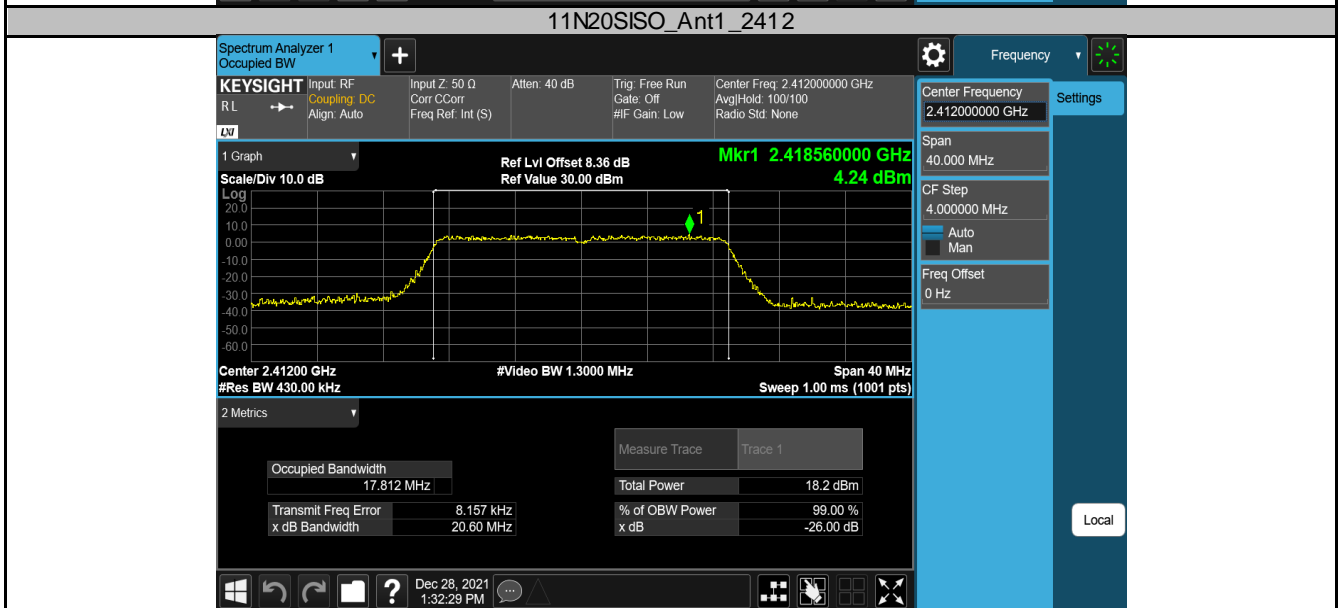 11N20SISO_Ant1_2412
Spectrum Analyzer 1
Occupied BW
+
Frequency
KEYSIGHT
R L
LXI
Input: RF
Coupling: DC
Align: Auto
Input Z: 50 Ω
Corr CCorr
Freq Ref: Int (S)
Atten: 40 dB
Trig: Free Run
Gate: Off
#IF Gain: Low
Center Freq: 2.412000000 GHz
Avg|Hold: 100/100
Radio Std: None
Center Frequency
2.412000000 GHz
Settings
Span
40.000 MHz
CF Step
4.000000 MHz
Auto
Man
Freq Offset
0 Hz
1 Graph
Scale/Div 10.0 dB
Ref Lvl Offset 8.36 dB
Ref Value 30.00 dBm
Mkr1 2.418560000 GHz
4.24 dBm
Log
20.0
10.0
0.00
-10.0
-20.0
-30.0
-40.0
-50.0
-60.0
1
Center 2.41200 GHz
#Res BW 430.00 kHz
#Video BW 1.3000 MHz
Span 40 MHz
Sweep 1.00 ms (1001 pts)
2 Metrics
Measure Trace Trace 1
Occupied Bandwidth
17.812 MHz
Total Power 18.2 dBm
Transmit Freq Error 8.157 kHz
x dB Bandwidth 20.60 MHz
% of OBW Power 99.00 %
x dB -26.00 dB
Local
?
Dec 28, 2021
1:32:29 PM